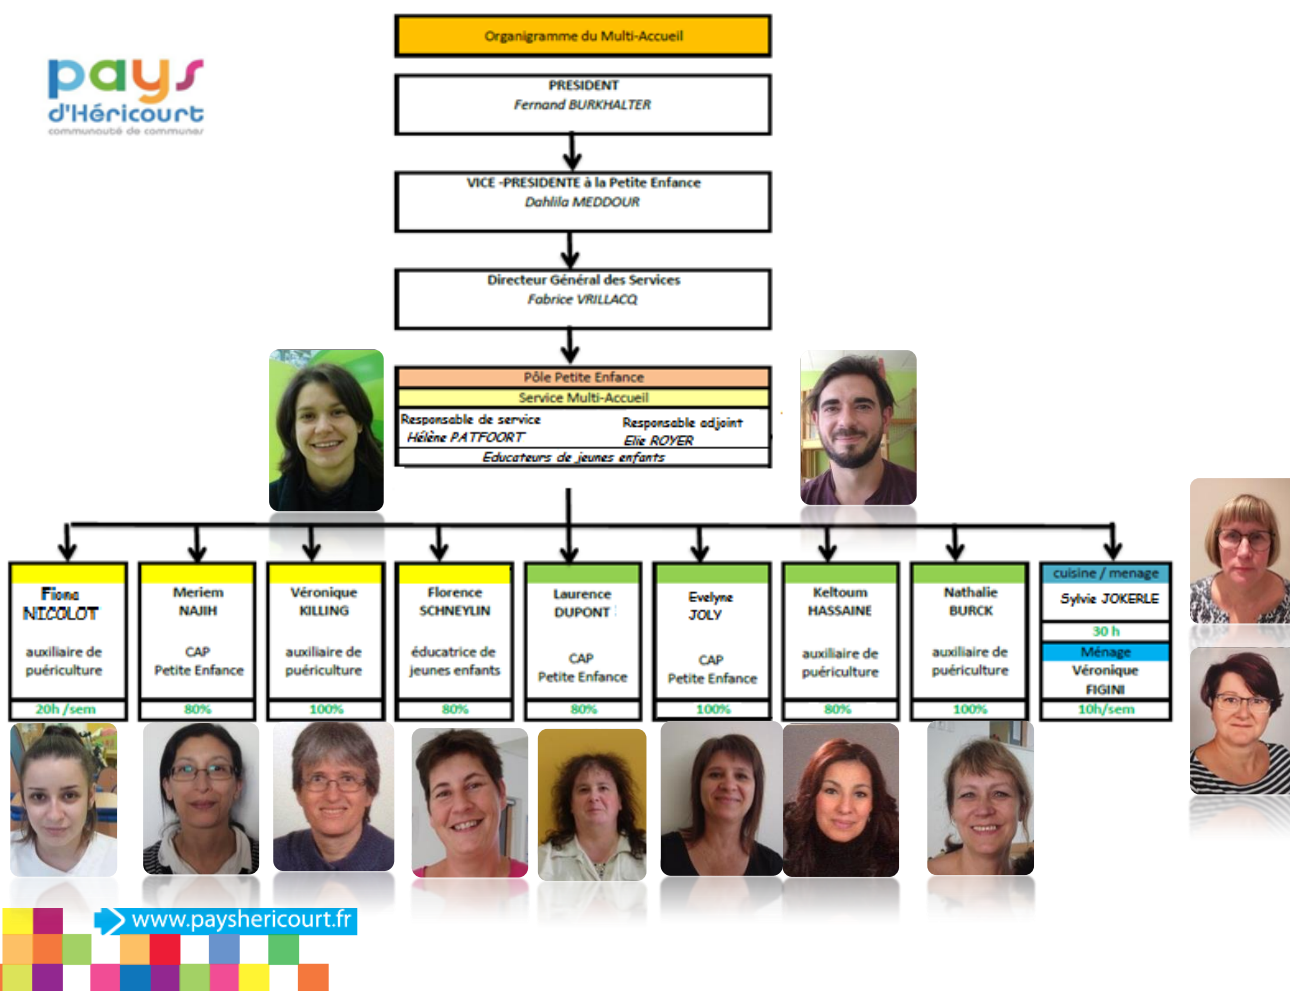 Organigramme du Multi-Accueil
pays
d'Héricourt
communauté de communes
PRESIDENT
Fernand BURKHALTER
VICE -PRESIDENTE à la Petite Enfance
Dahlila MEDDOUR
Directeur Général des Services
Fabrice VRILLACQ
Pôle Petite Enfance
Service Multi-Accueil
Responsable de service
Hélène PATFOORT
Responsable adjoint
Elie ROYER
Educateurs de jeunes enfants
Fiona
NICOLOT
auxiliaire de
puériculture
20h /sem
Meriem
NAJIH
CAP
Petite Enfance
80%
Véronique
KILLING
auxiliaire de
puériculture
100%
Florence
SCHNEYLIN
éducatrice de
jeunes enfants
80%
Laurence
DUPONT
CAP
Petite Enfance
80%
Evelyne
JOLY
CAP
Petite Enfance
100%
Keltoum
HASSAINE
auxiliaire de
puériculture
80%
Nathalie
BURCK
auxiliaire de
puériculture
100%
cuisine / menage
Sylvie JOKERLE
30 h
Ménage
Véronique
FIGINI
10h/sem
www.payshericourt.fr